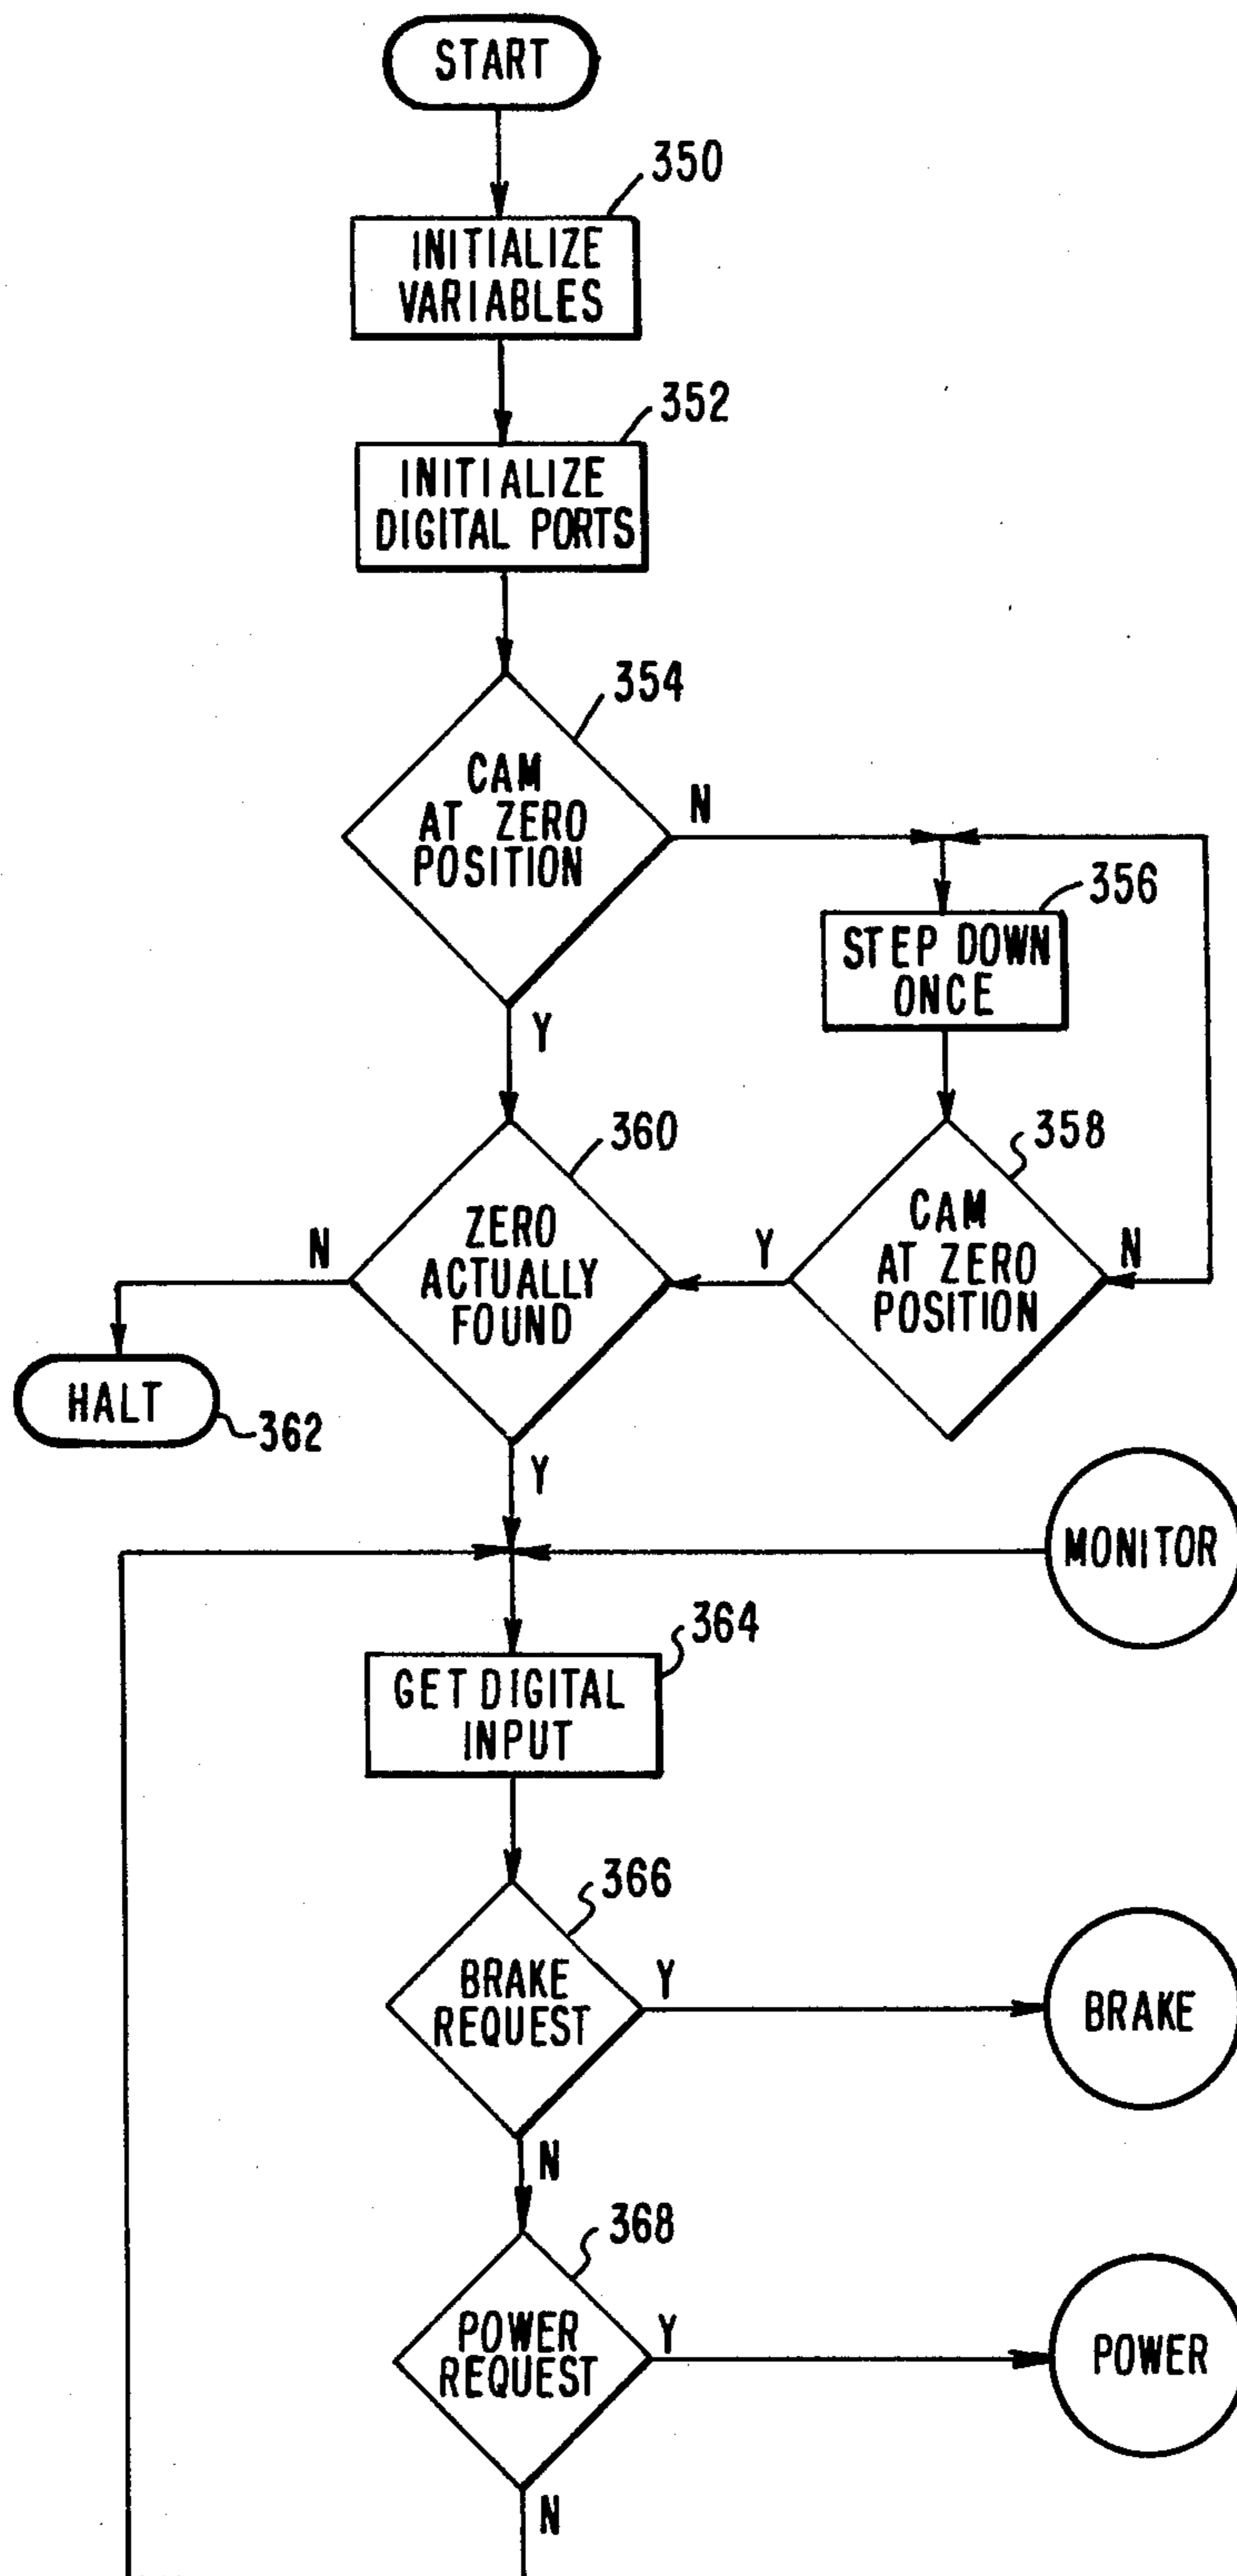 START
350
INITIALIZE
VARIABLES
352
INITIALIZE
DIGITAL PORTS
354
CAM
AT ZERO
POSITION
N
356
STEP DOWN
ONCE
Y
360
358
ZERO
ACTUALLY
FOUND
N
Y
CAM
AT ZERO
POSITION
N
HALT
362
Y
MONITOR
364
GET DIGITAL
INPUT
366
BRAKE
REQUEST
Y
BRAKE
N
368
POWER
REQUEST
Y
POWER
N